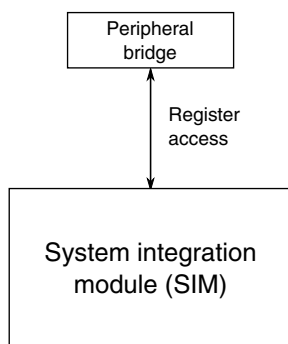 Peripheral
bridge
Register
access
System integration
module (SIM)